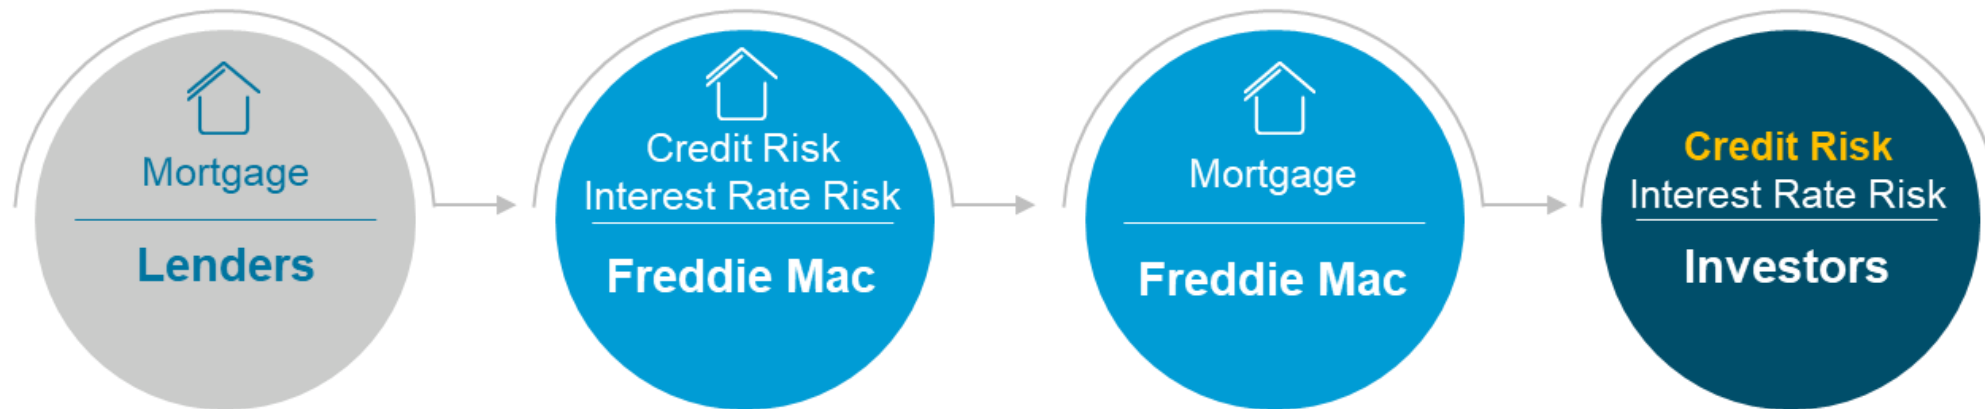 Mortgage
Lenders
Credit Risk
Interest Rate Risk
Freddie Mac
Mortgage
Freddie Mac
Credit Risk
Interest Rate Risk
Investors